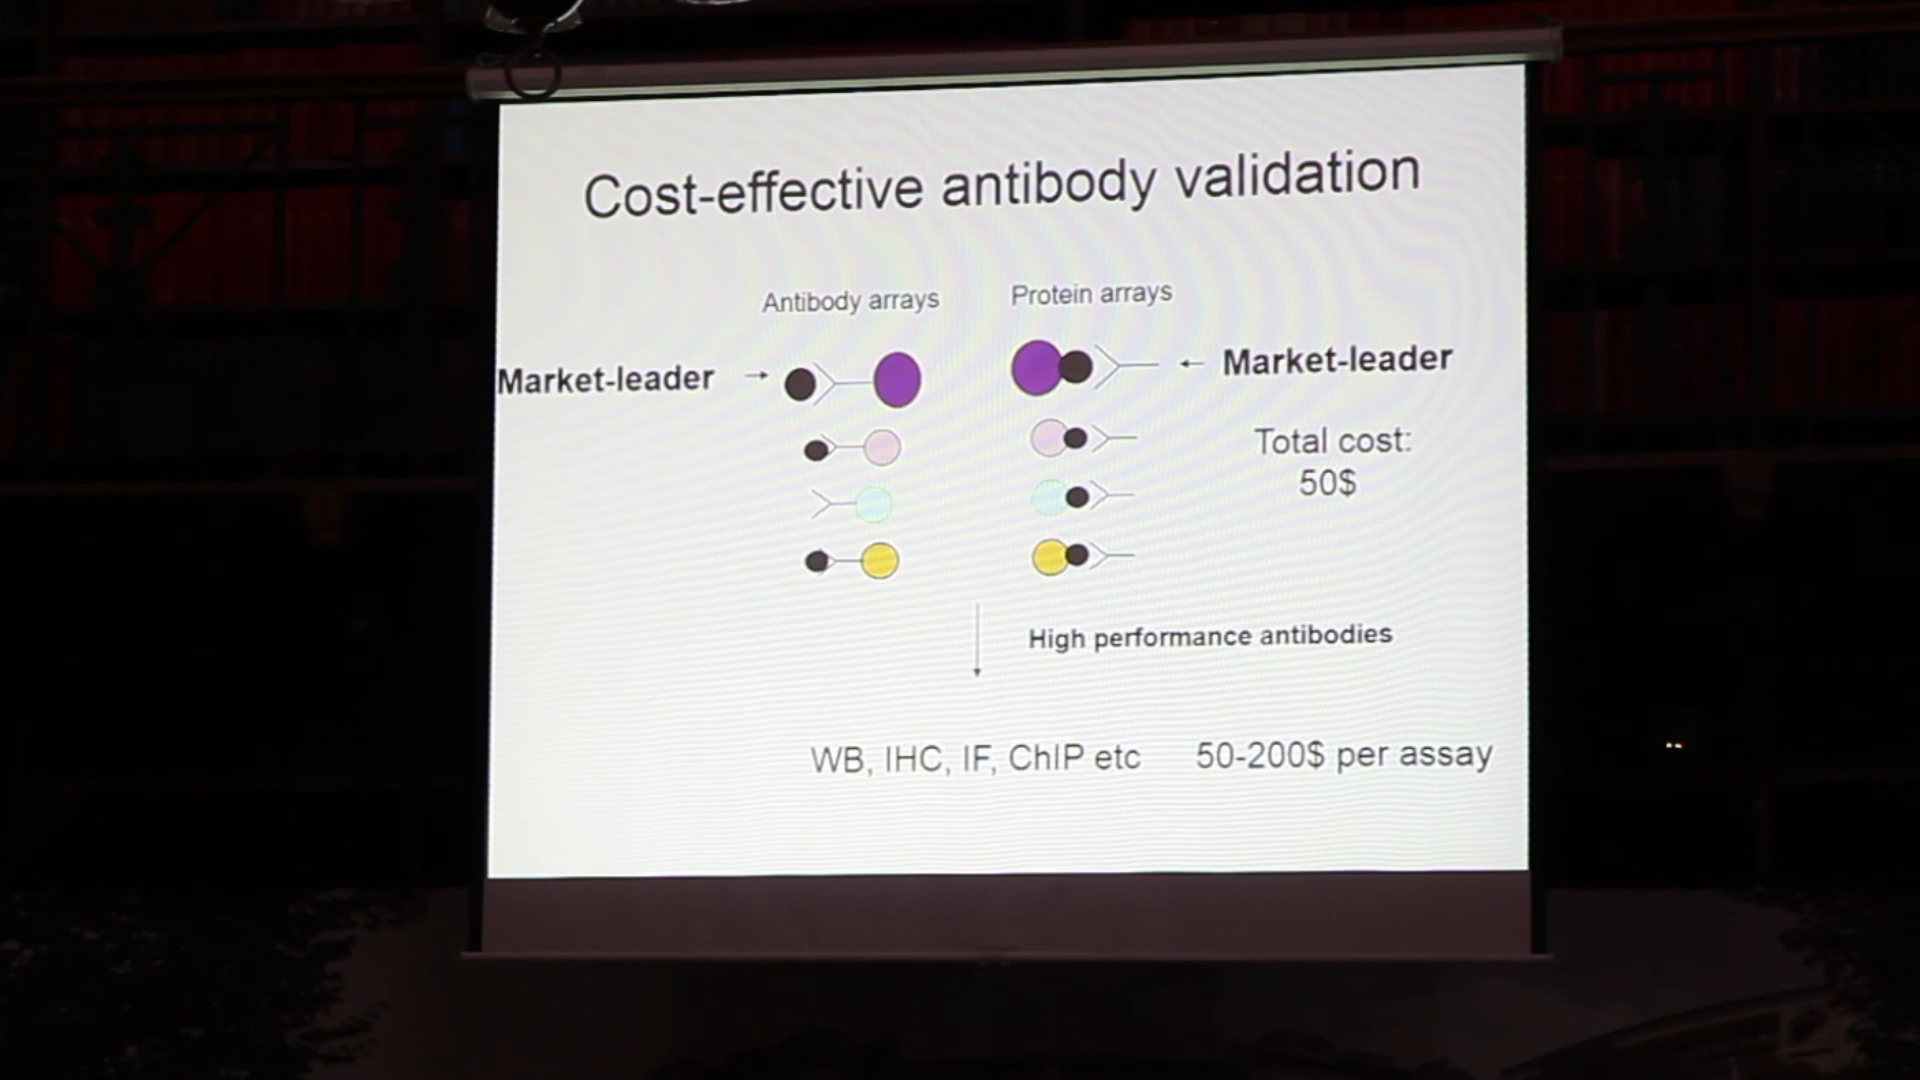 Cost-effective antibody validation
Antibody arrays
Protein arrays
Market-leader
Market-leader
Total cost:
50$
High performance antibodies
WB, IHC, IF, ChIP etc
50-200$ per assay